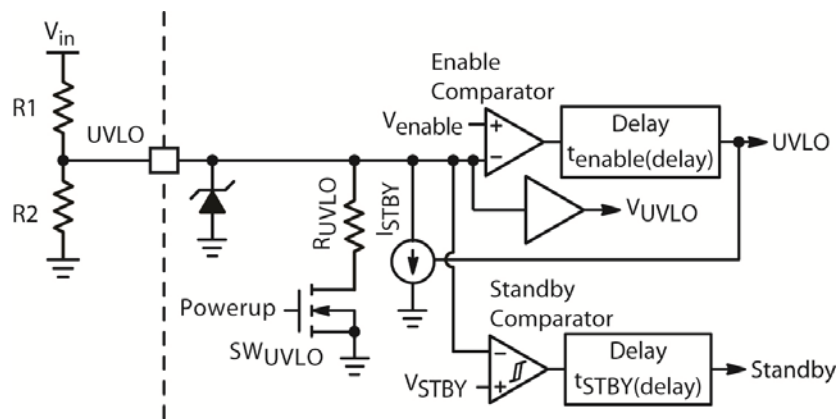 Vin
R1
UVLO
R2
RUVLO
Powerup
SWUVLO
ISTBY
Enable
Comparator
Venable
+
−
Delay
tenable(delay)
UVLO
VUVLO
Standby
Comparator
−
VSTBY
+
Delay
tSTBY(delay)
Standby